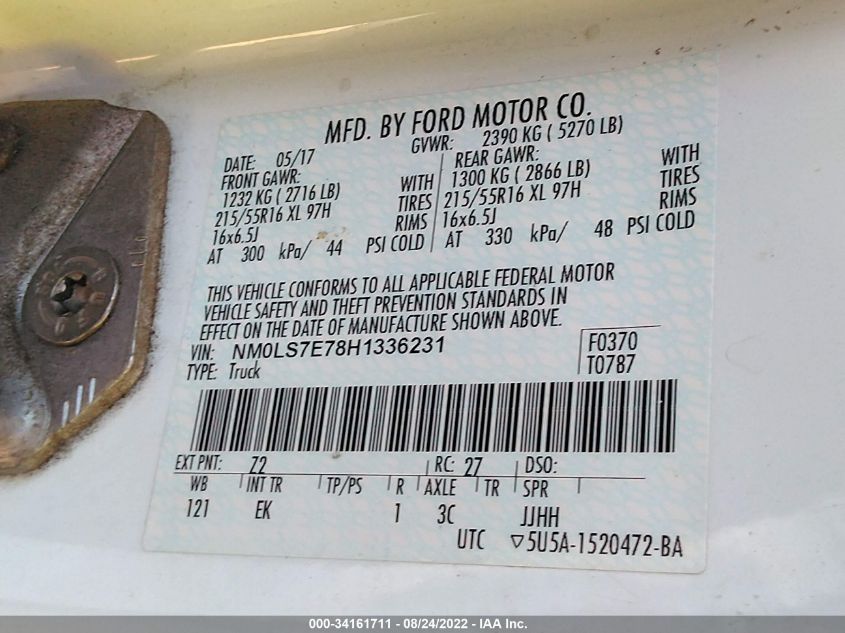 MFD. BY FORD MOTOR CO.
DATE: 05/17 GVWR: 2390 KG ( 5270 LB)
FRONT GAWR: REAR GAWR:
1232 KG ( 2716 LB) WITH 1300 KG ( 2866 LB) WITH
215/55R16 XL 97H TIRES 215/55R16 XL 97H TIRES
16x6.5J RIMS 16x6.5J RIMS
AT 300 kPa/ 44 PSI COLD AT 330 kPa/ 48 PSI COLD
THIS VEHICLE CONFORMS TO ALL APPLICABLE FEDERAL MOTOR
VEHICLE SAFETY AND THEFT PREVENTION STANDARDS IN
EFFECT ON THE DATE OF MANUFACTURE SHOWN ABOVE.
VIN: NM0LS7E78H1336231 F0370
TYPE: Truck T0787
EXT PNT: Z2 RC: 27 DSO:
WB INT TR TP/PS R AXLE TR SPR
121 EK 1 3C JJHH
UTC ▽5U5A-1520472-BA
000-34161711 - 08/24/2022 - IAA Inc.